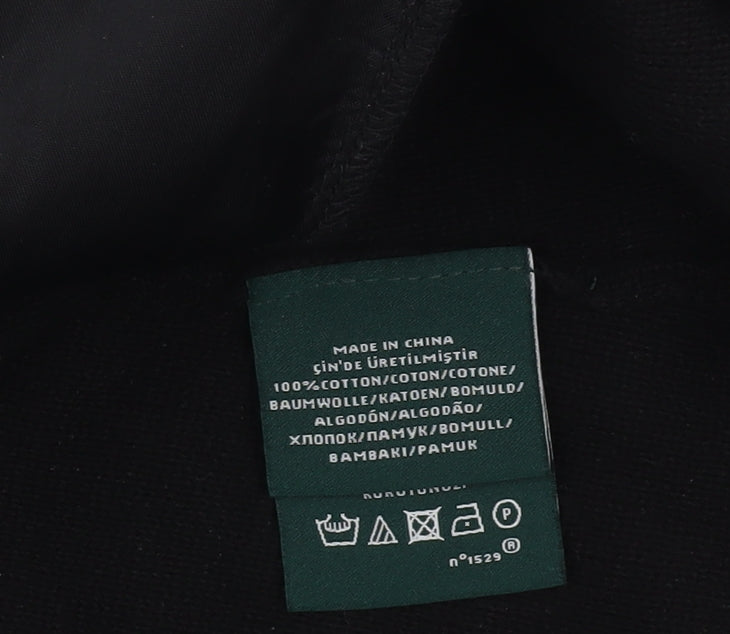 MADE IN CHINA
ÇİN'DE ÜRETİLMİŞTİR
100%COTTON/COTON/COTONE/
BAUMWOLLE/KATOEN/BOMULD/
ALGODÓN/ALGODÃO/
ХЛОПОК/ПАМУК/BOMULL/
BAMBAKI/PAMUK
P
nº1529®